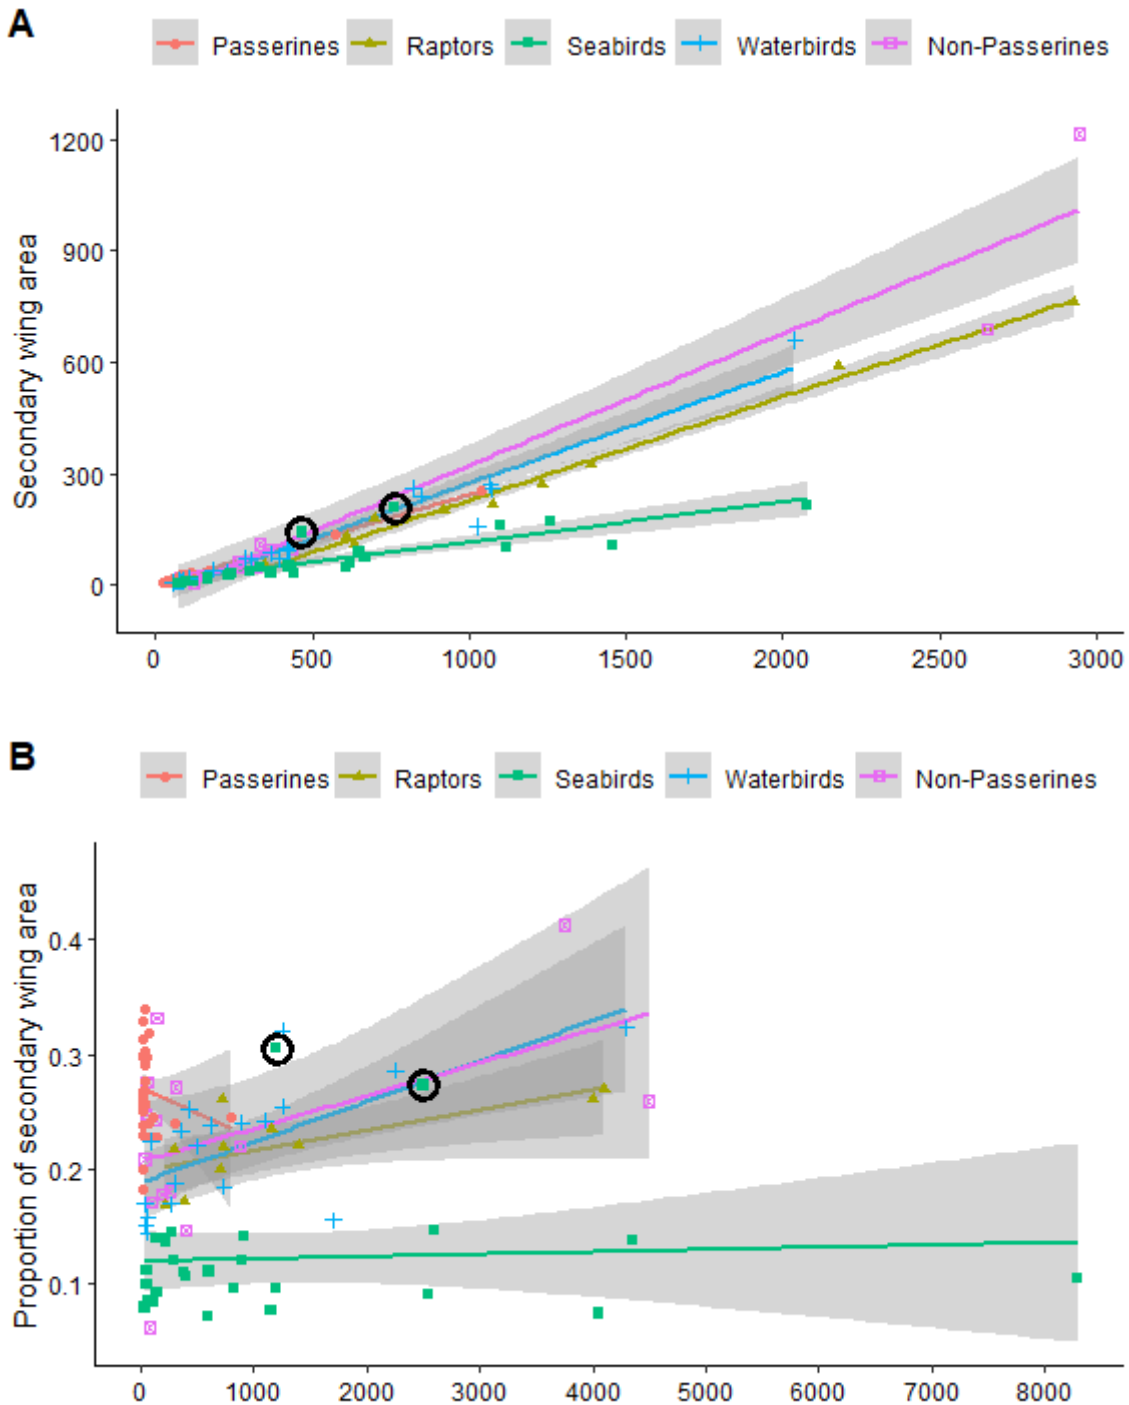 A
Passerines Raptors Seabirds Waterbirds Non-Passerines
Secondary wing area
1200
900
600
300
0
0 500 1000 1500 2000 2500 3000
B
Passerines Raptors Seabirds Waterbirds Non-Passerines
Proportion of secondary wing area
0.4
0.3
0.2
0.1
0 1000 2000 3000 4000 5000 6000 7000 8000